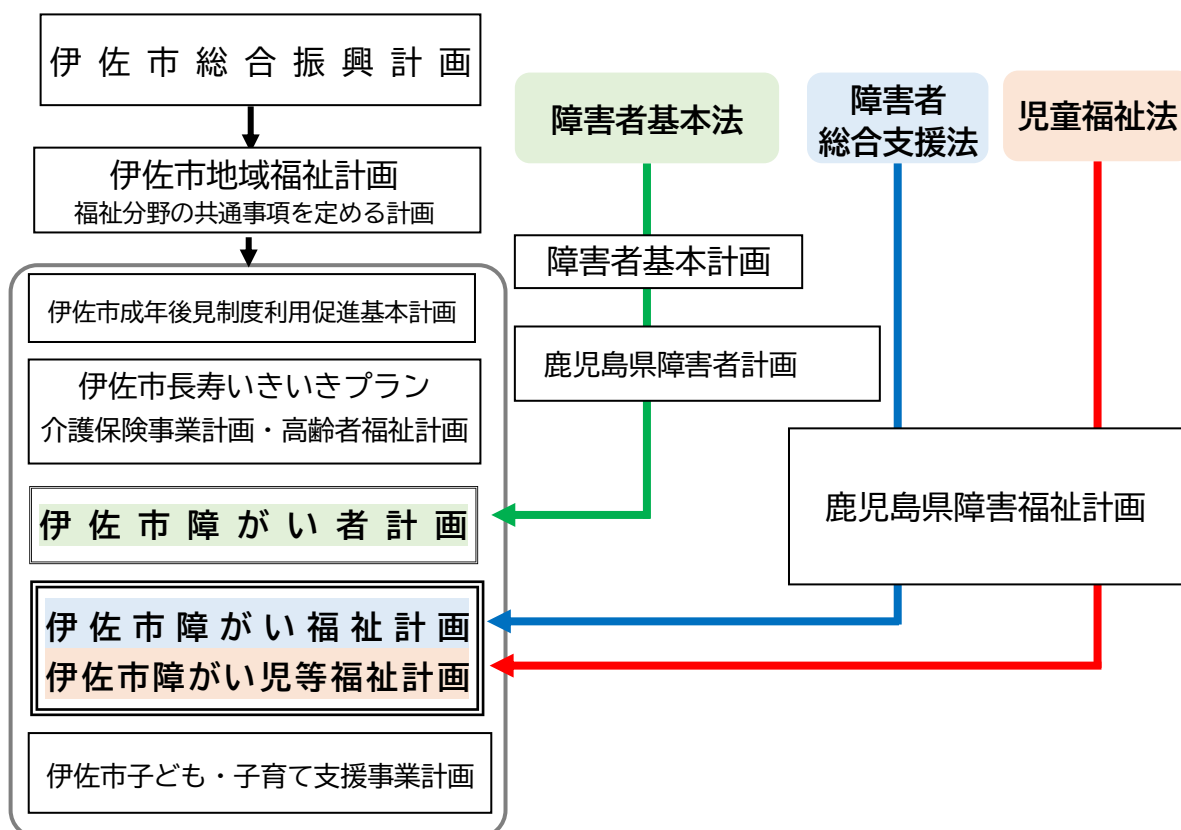 伊佐市総合振興計画
伊佐市地域福祉計画
福祉分野の共通事項を定める計画
伊佐市成年後見制度利用促進基本計画
伊佐市長寿いきいきプラン
介護保険事業計画・高齢者福祉計画
伊佐市障がい者計画
伊佐市障がい福祉計画
伊佐市障がい児等福祉計画
伊佐市子ども・子育て支援事業計画
障害者基本法
障害者基本計画
鹿児島県障害者計画
障害者
総合支援法
児童福祉法
鹿児島県障害福祉計画